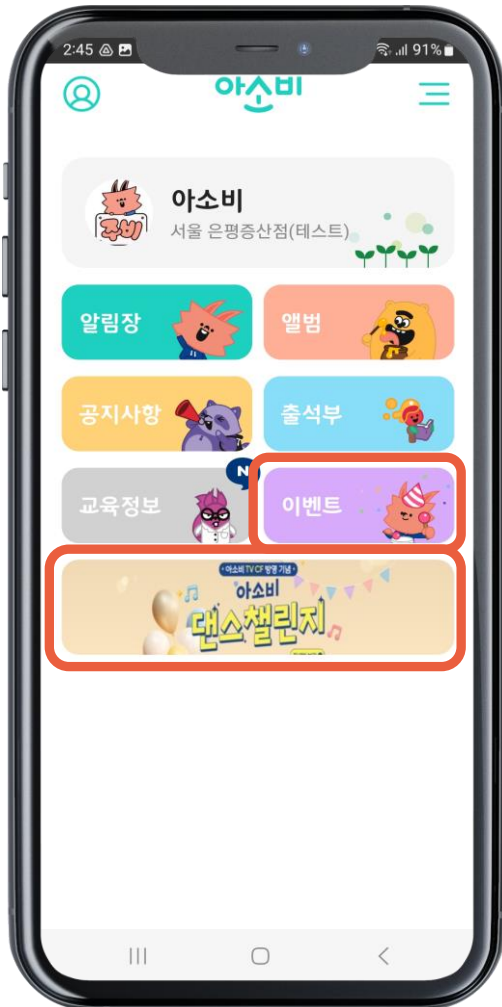 2:45 91%
아소비
주비
아소비
서울 은평증산점(테스트)
알림장
앨범
공지사항
출석부
N
교육정보
이벤트
• 아소비 TV CF 방영 기념 •
아소비
댄스챌린지